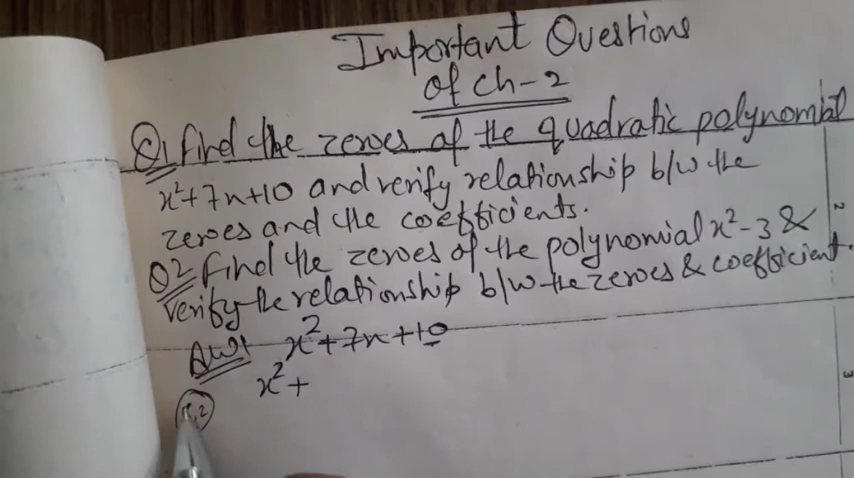 Important Questions
of Ch-2
Q1 Find the zeroes of the quadratic polynomial
x²+7x+10 and verify relationship b/w the
zeroes and the coefficients.
Q2 Find the zeroes of the polynomial x²-3 &
verify the relationship b/w the zeroes & coefficient.
Ans1 x²+7x+10
x²+
5,2